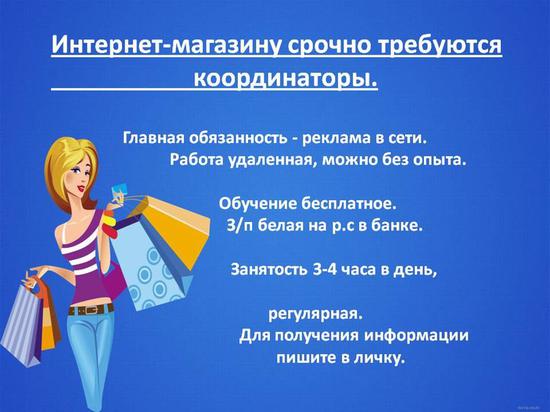 Интернет-магазину срочно требуются
координаторы.
Главная обязанность - реклама в сети.
Работа удаленная, можно без опыта.
Обучение бесплатное.
З/п белая на р.с в банке.
Занятость 3-4 часа в день,
регулярная.
Для получения информации
пишите в личку.